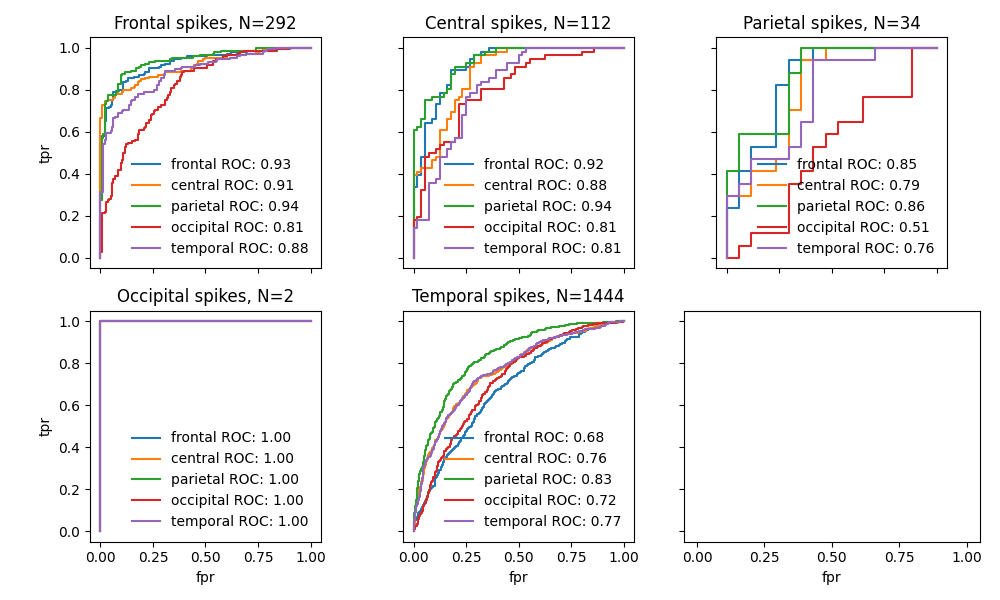 Frontal spikes, N=292
Central spikes, N=112
Parietal spikes, N=34
tpr
1.0
0.8
0.6
0.4
0.2
0.0
frontal ROC: 0.93
central ROC: 0.91
parietal ROC: 0.94
occipital ROC: 0.81
temporal ROC: 0.88
frontal ROC: 0.92
central ROC: 0.88
parietal ROC: 0.94
occipital ROC: 0.81
temporal ROC: 0.81
frontal ROC: 0.85
central ROC: 0.79
parietal ROC: 0.86
occipital ROC: 0.51
temporal ROC: 0.76
Occipital spikes, N=2
Temporal spikes, N=1444
tpr
1.0
0.8
0.6
0.4
0.2
0.0
frontal ROC: 1.00
central ROC: 1.00
parietal ROC: 1.00
occipital ROC: 1.00
temporal ROC: 1.00
frontal ROC: 0.68
central ROC: 0.76
parietal ROC: 0.83
occipital ROC: 0.72
temporal ROC: 0.77
0.00 0.25 0.50 0.75 1.00
0.00 0.25 0.50 0.75 1.00
0.00 0.25 0.50 0.75 1.00
fpr
fpr
fpr